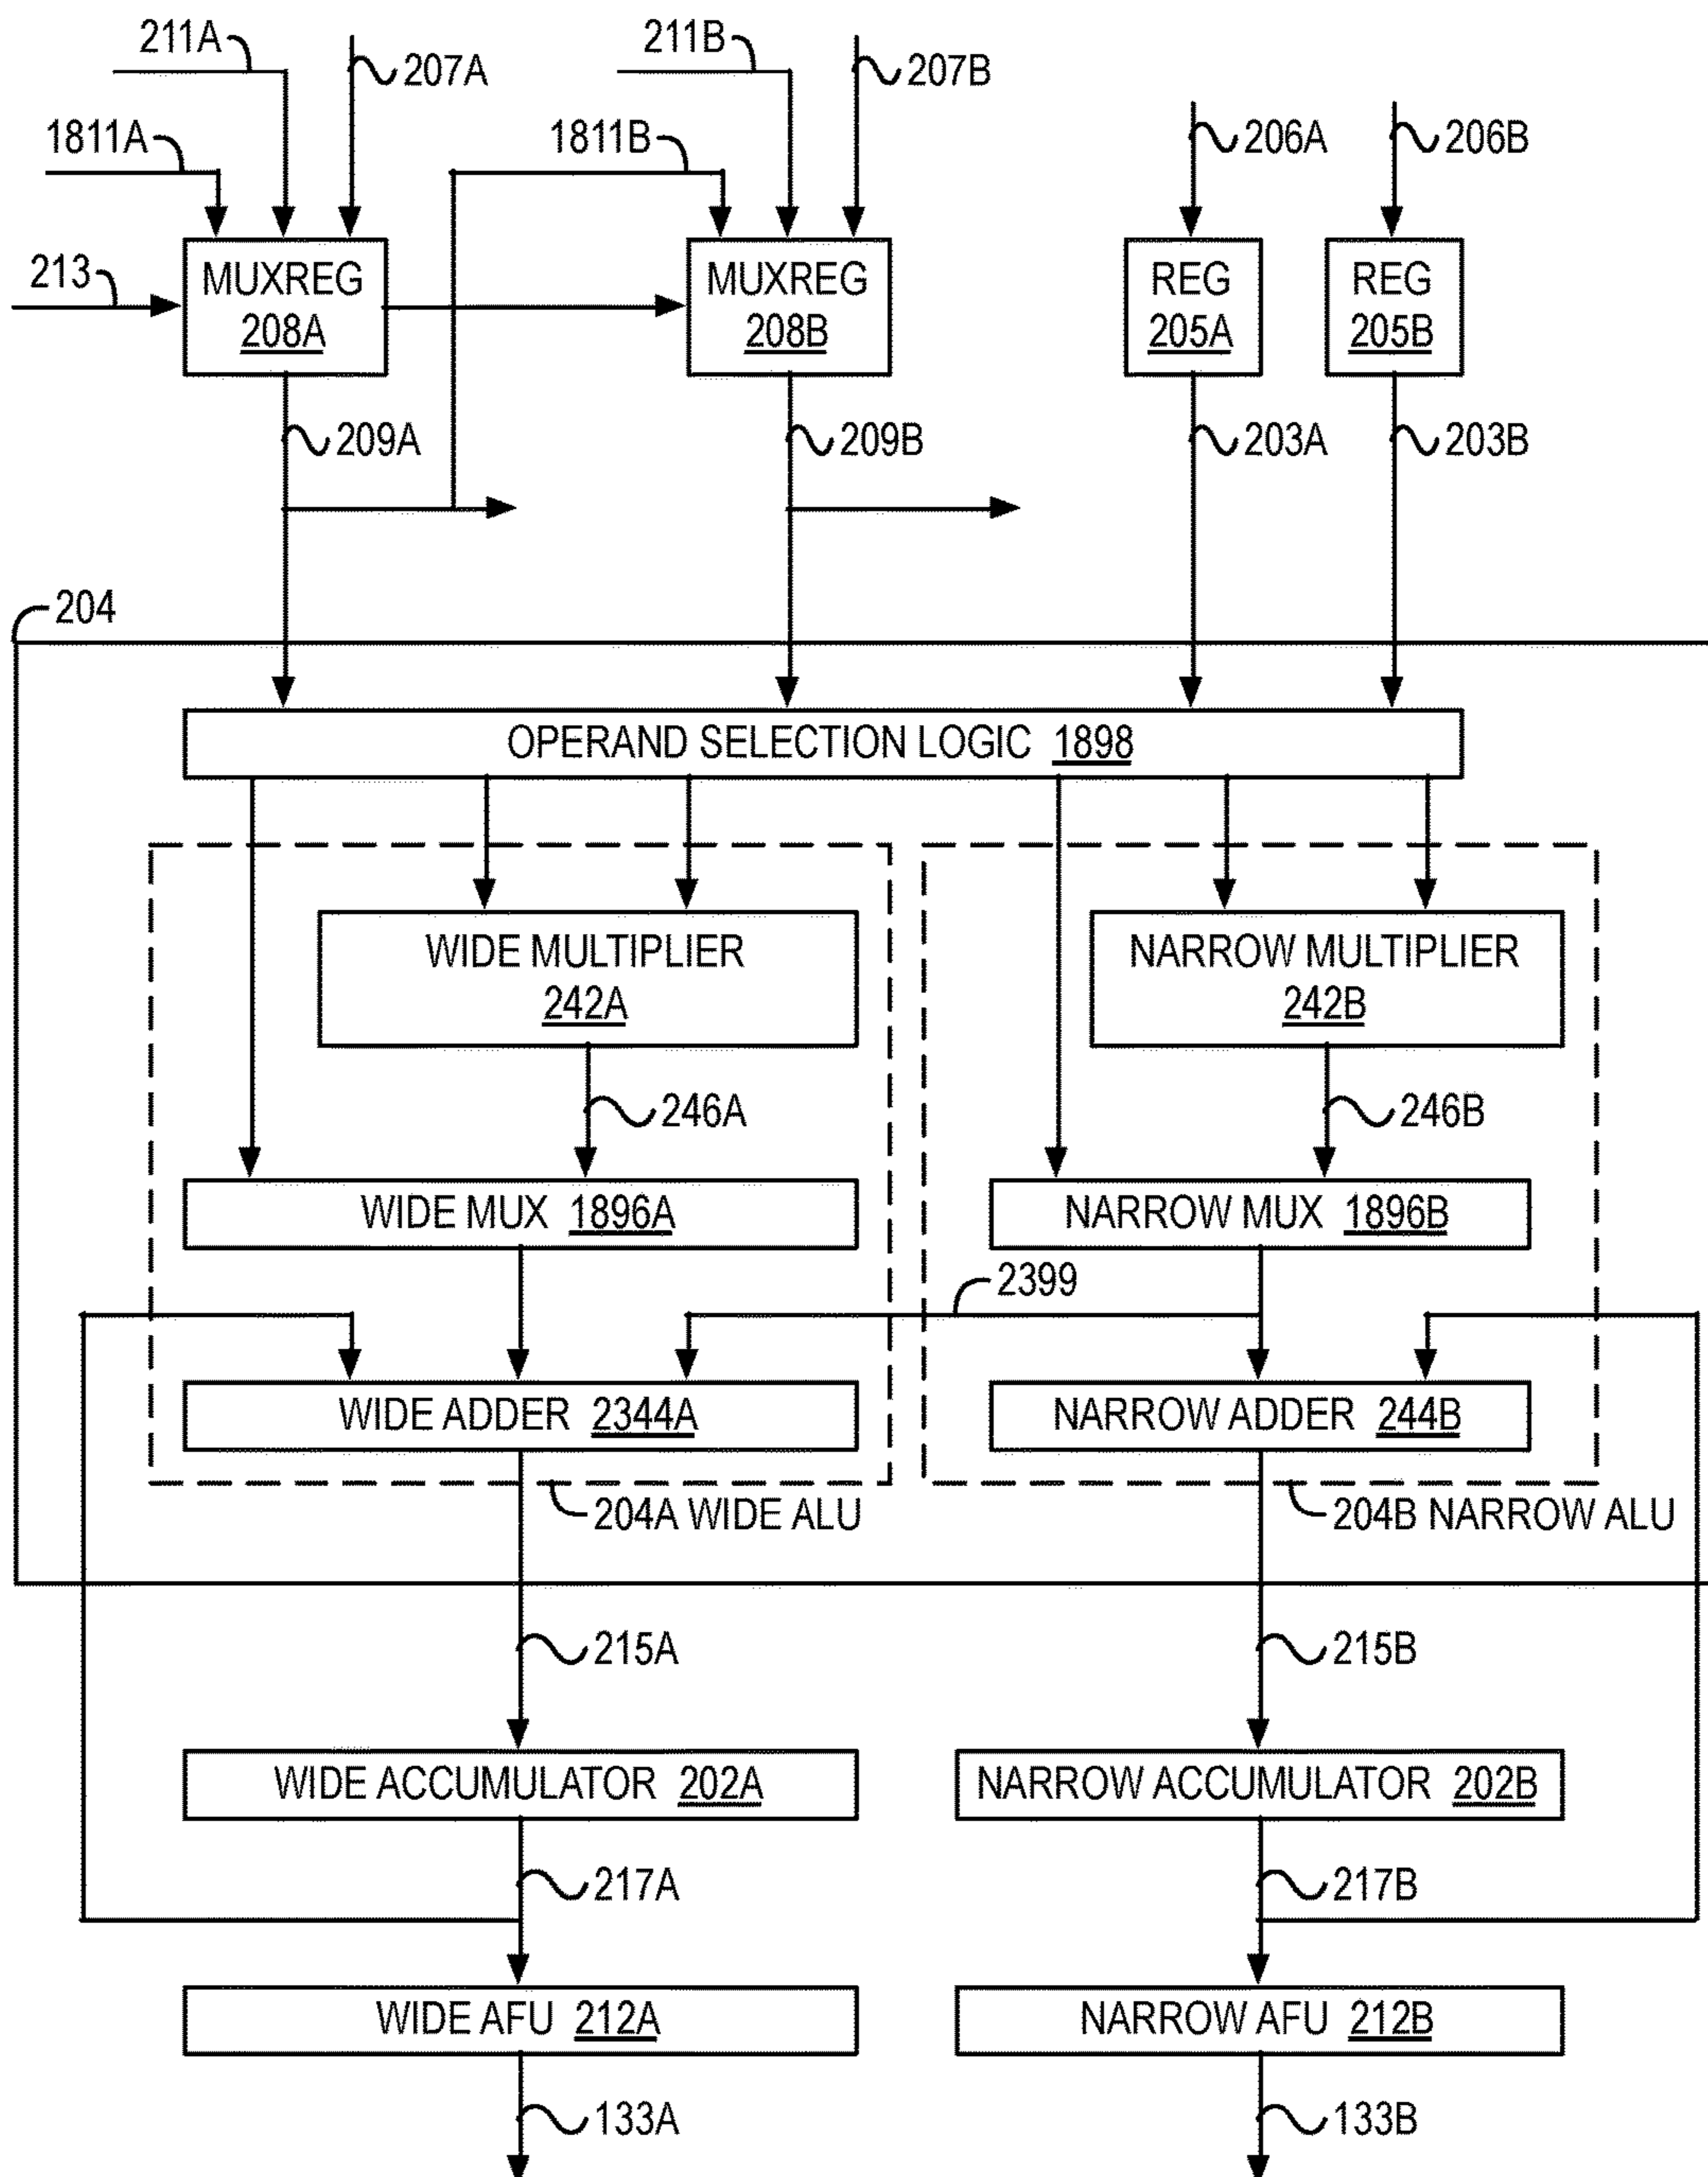 211A
207A
211B
207B
1811A
1811B
206A
206B
213
MUXREG
208A
MUXREG
208B
REG
205A
REG
205B
209A
209B
203A
203B
204
OPERAND SELECTION LOGIC 1898
WIDE MULTIPLIER
242A
NARROW MULTIPLIER
242B
246A
246B
WIDE MUX 1896A
NARROW MUX 1896B
2399
WIDE ADDER 2344A
NARROW ADDER 244B
204A WIDE ALU
204B NARROW ALU
215A
215B
WIDE ACCUMULATOR 202A
NARROW ACCUMULATOR 202B
217A
217B
WIDE AFU 212A
NARROW AFU 212B
133A
133B